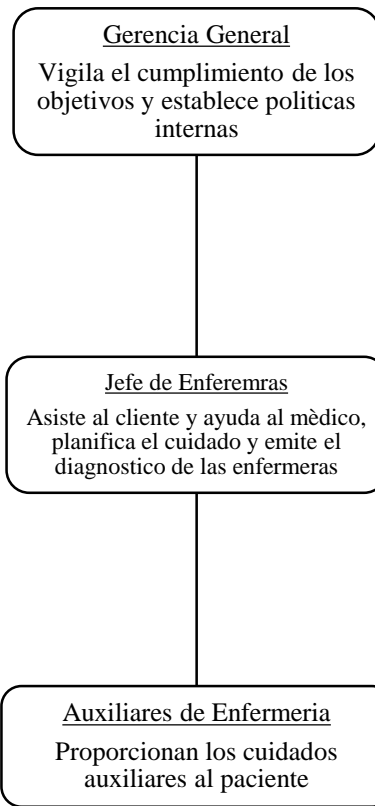 Gerencia General
Vigila el cumplimiento de los
objetivos y establece politicas
internas
Jefe de Enferemras
Asiste al cliente y ayuda al mèdico,
planifica el cuidado y emite el
diagnostico de las enfermeras
Auxiliares de Enfermeria
Proporcionan los cuidados
auxiliares al paciente